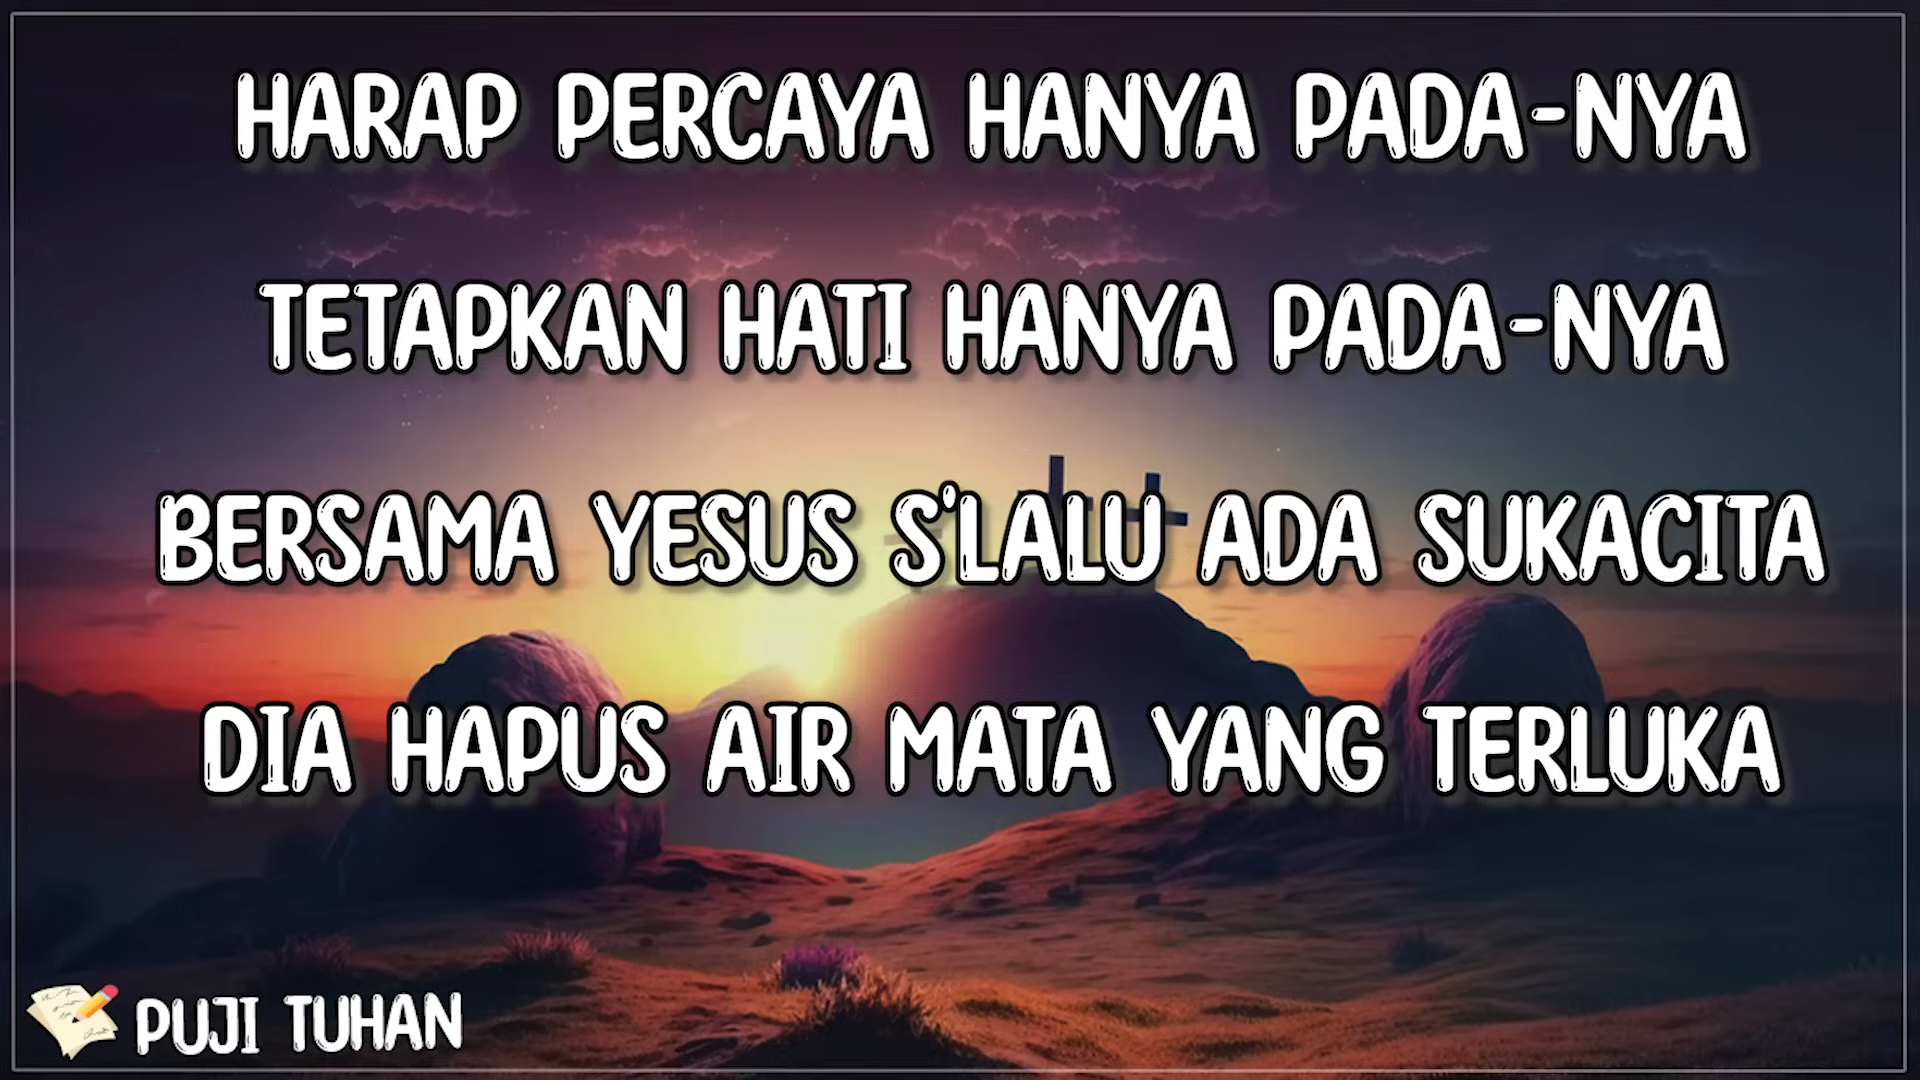 HARAP PERCAYA HANYA PADA-NYA
TETAPKAN HATI HANYA PADA-NYA
BERSAMA YESUS S'LALU ADA SUKACITA
DIA HAPUS AIR MATA YANG TERLUKA
PUJI TUHAN